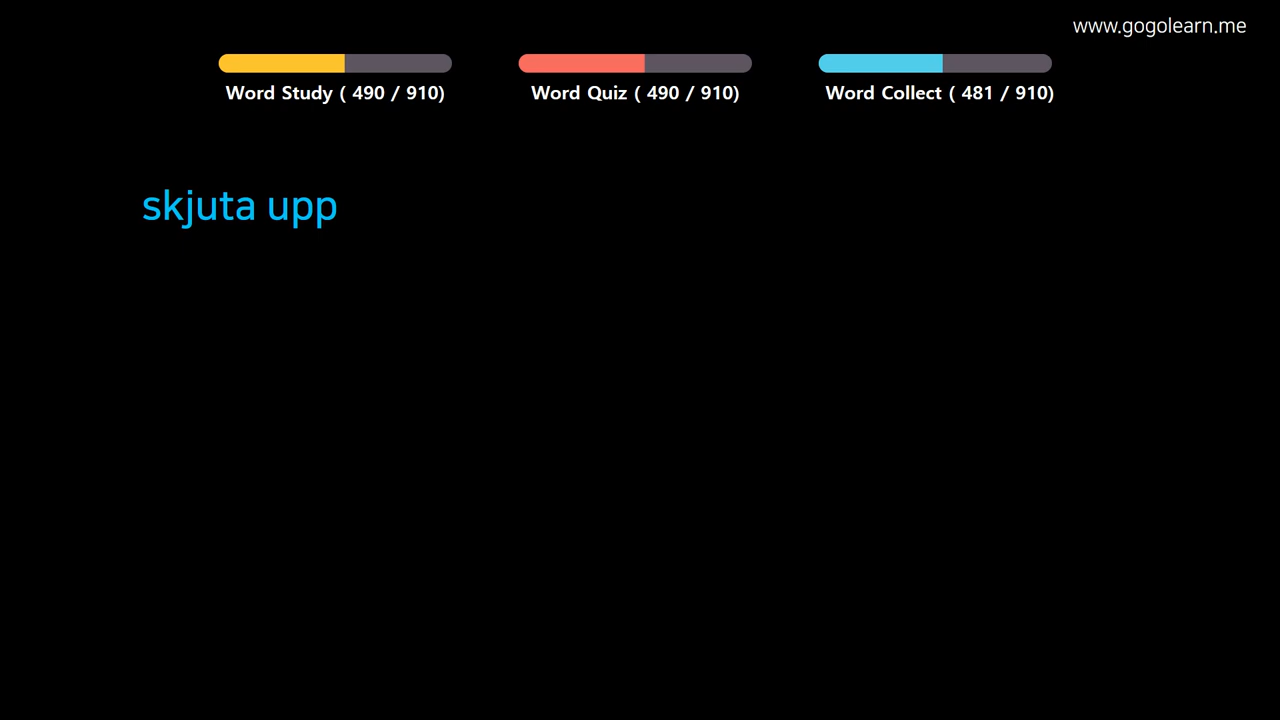 www.gogolearn.me
Word Study ( 490 / 910)
Word Quiz ( 490 / 910)
Word Collect ( 481 / 910)
skjuta upp